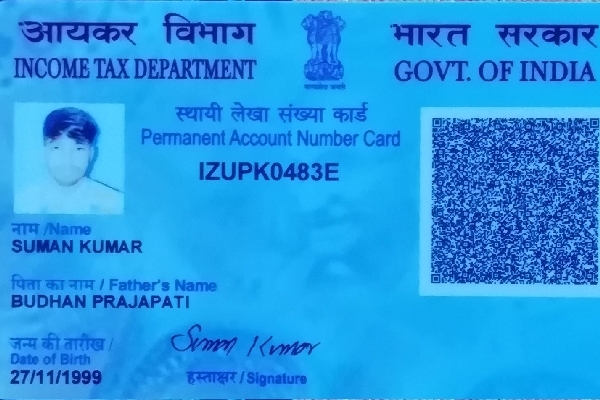 आयकर विभाग
INCOME TAX DEPARTMENT
भारत सरकार
GOVT. OF INDIA
स्थायी लेखा संख्या कार्ड
Permanent Account Number Card
IZUPK0483E
नाम /Name
SUMAN KUMAR
पिता का नाम / Father's Name
BUDHAN PRAJAPATI
जन्म की तारीख /
Date of Birth
27/11/1999
Suman Kumar
हस्ताक्षर / Signature